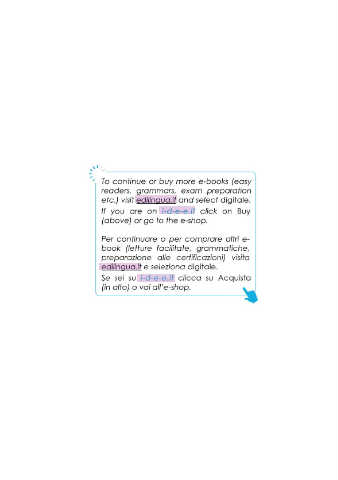 To continue or buy more e-books (easy
readers, grammars, exam preparation
etc.) visit edilingua.it and select digitale.
If you are on i-d-e-e.it click on Buy
(above) or go to the e-shop.
Per continuare o per comprare altri e-
book (letture facilitate, grammatiche,
preparazione alle certificazioni) visita
edilingua.it e seleziona digitale.
Se sei su i-d-e-e.it clicca su Acquista
(in alto) o vai all'e-shop.